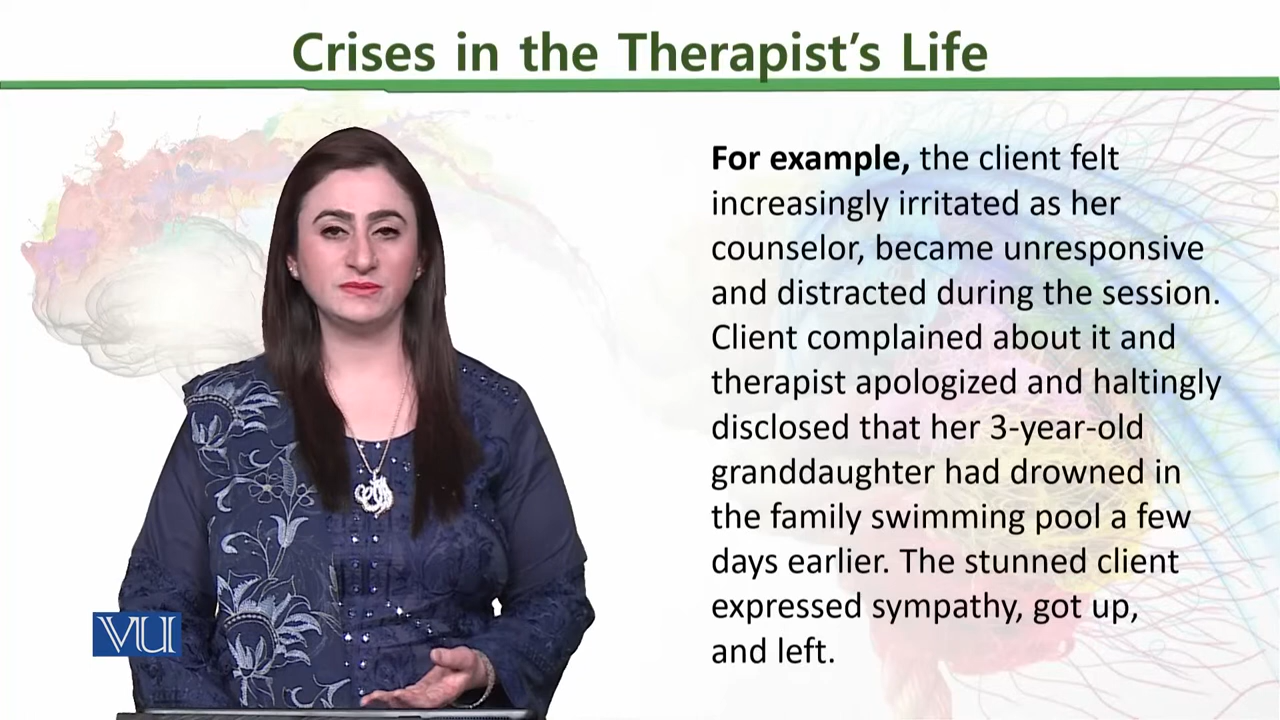 Crises in the Therapist’s Life
For example, the client felt
increasingly irritated as her
counselor, became unresponsive
and distracted during the session.
Client complained about it and
therapist apologized and haltingly
disclosed that her 3-year-old
granddaughter had drowned in
the family swimming pool a few
days earlier. The stunned client
expressed sympathy, got up,
and left.
VU